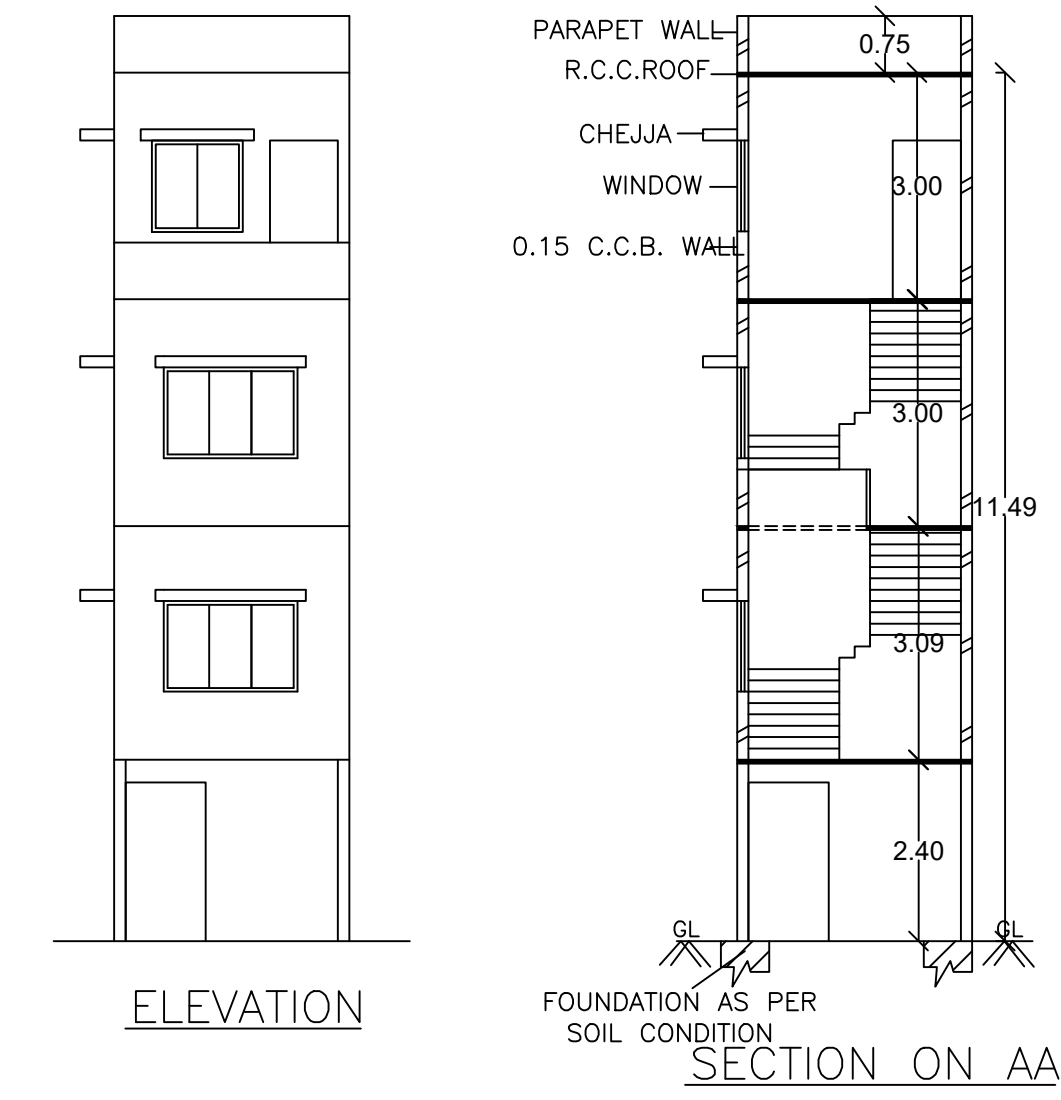 PARAPET WALL
0.75
R.C.C.ROOF
CHEJJA
WINDOW
3.00
0.15 C.C.B. WALL
3.00
11.49
3.09
2.40
GL
GL
FOUNDATION AS PER
SOIL CONDITION
ELEVATION
SECTION ON AA